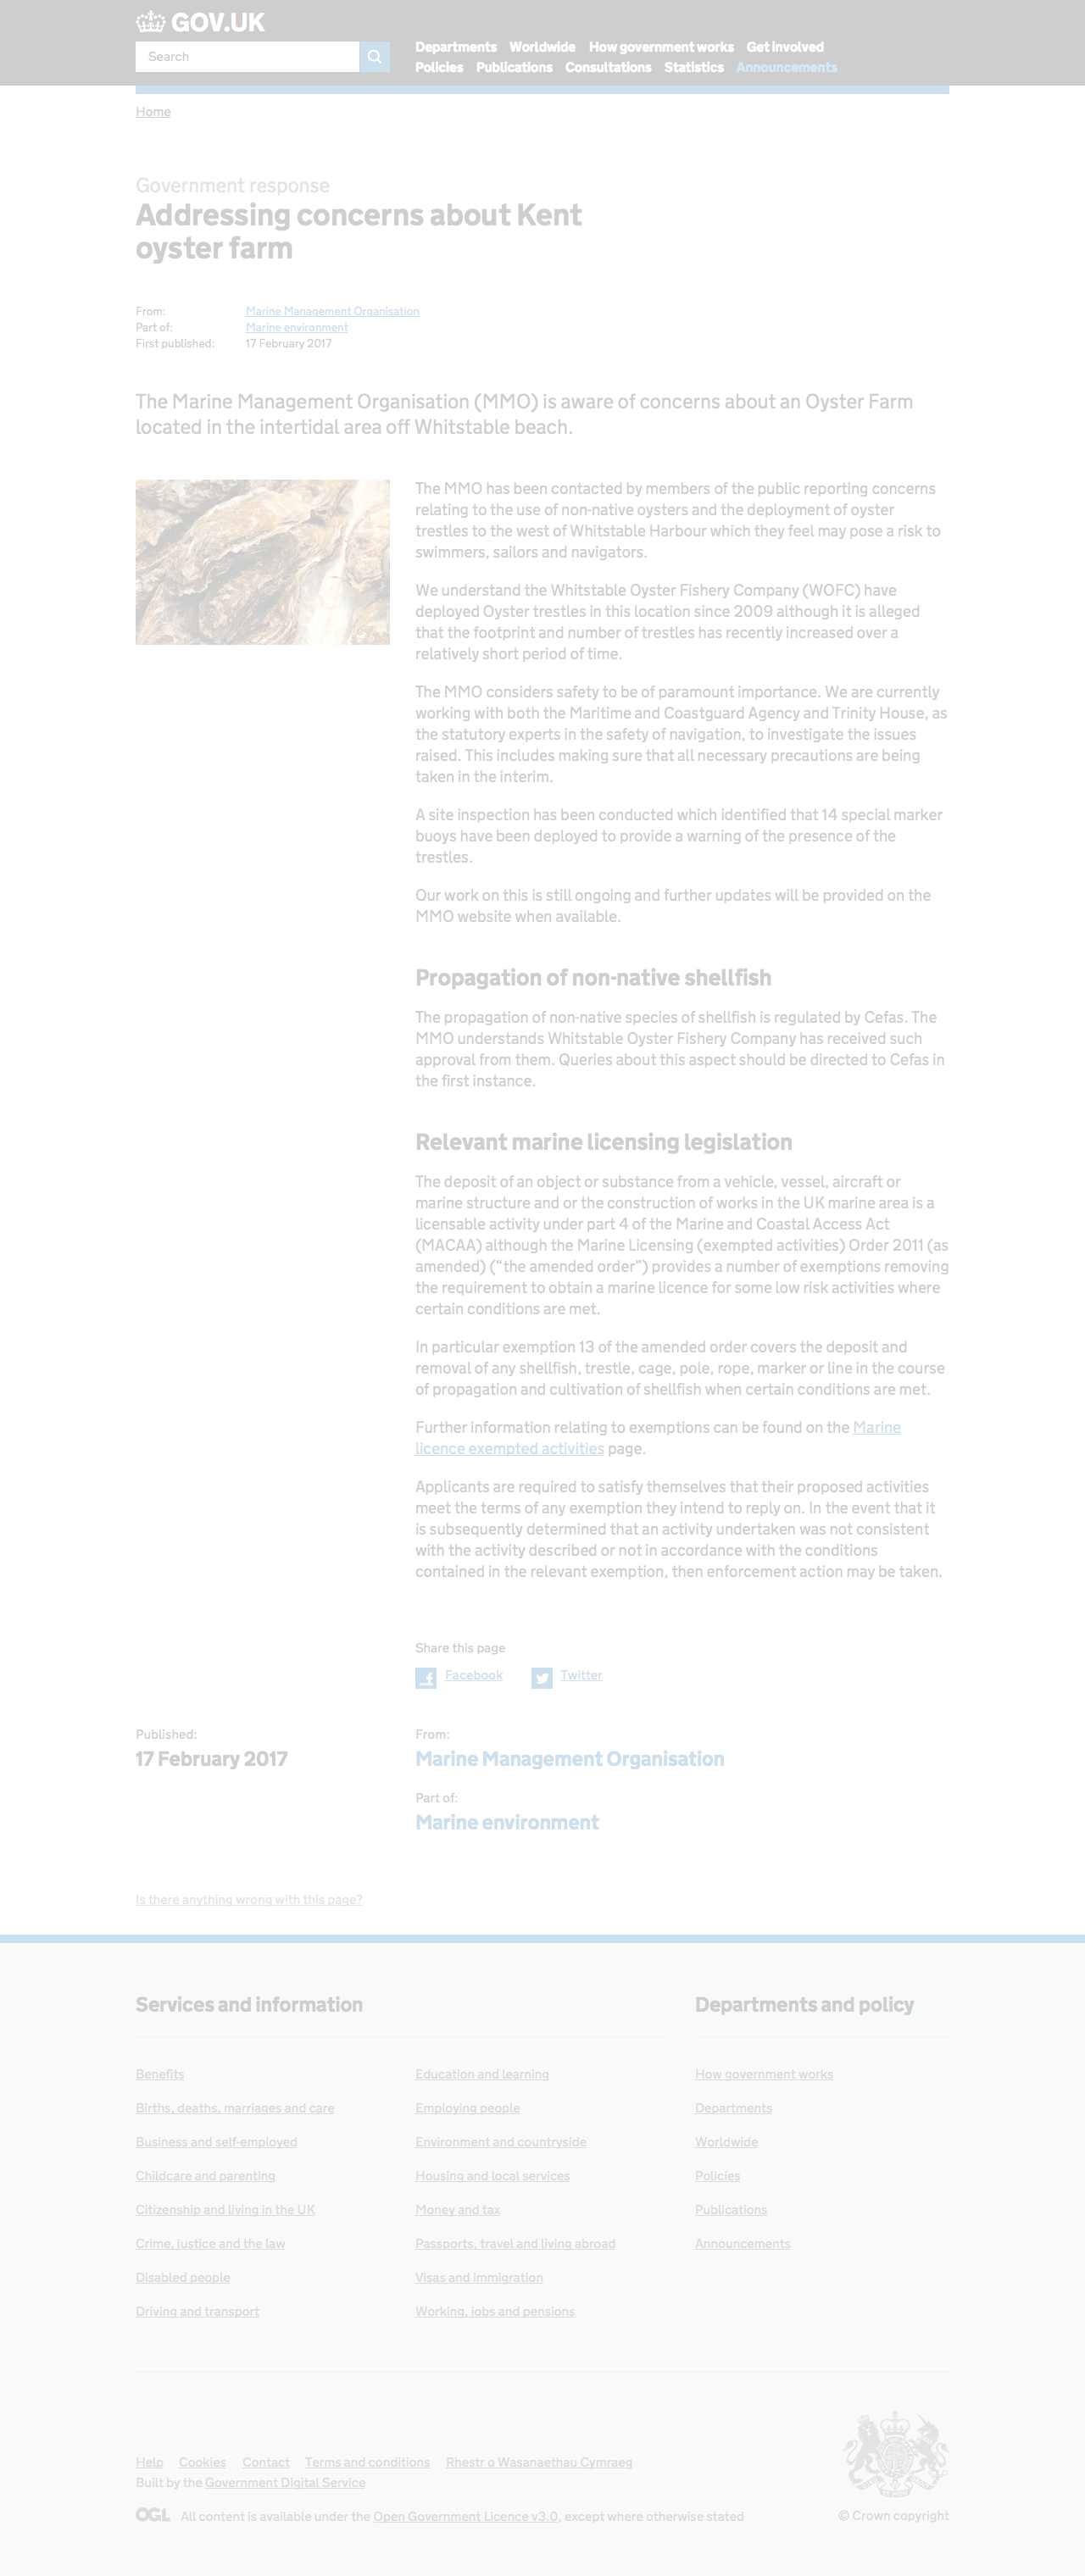 GOV.UK
Search
Departments Worldwide How government works Get involved
Policies Publications Consultations Statistics Announcements
Home
Government response
Addressing concerns about Kent
oyster farm
From: Marine Management Organisation
Part of: Marine environment
First published: 17 February 2017
The Marine Management Organisation (MMO) is aware of concerns about an Oyster Farm
located in the intertidal area off Whitstable beach.
The MMO has been contacted by members of the public reporting concerns
relating to the use of non-native oysters and the deployment of oyster
trestles to the west of Whitstable Harbour which they feel may pose a risk to
swimmers, sailors and navigators.
We understand the Whitstable Oyster Fishery Company (WOFC) have
deployed Oyster trestles in this location since 2009 although it is alleged
that the footprint and number of trestles has recently increased over a
relatively short period of time.
The MMO considers safety to be of paramount importance. We are currently
working with both the Maritime and Coastguard Agency and Trinity House, as
the statutory experts in the safety of navigation, to investigate the issues
raised. This includes making sure that all necessary precautions are being
taken in the interim.
A site inspection has been conducted which identified that 14 special marker
buoys have been deployed to provide a warning of the presence of the
trestles.
Our work on this is still ongoing and further updates will be provided on the
MMO website when available.
Propagation of non-native shellfish
The propagation of non-native species of shellfish is regulated by Cefas. The
MMO understands Whitstable Oyster Fishery Company has received such
approval from them. Queries about this aspect should be directed to Cefas in
the first instance.
Relevant marine licensing legislation
The deposit of an object or substance from a vehicle, vessel, aircraft or
marine structure and or the construction of works in the UK marine area is a
licensable activity under part 4 of the Marine and Coastal Access Act
(MACAA) although the Marine Licensing (exempted activities) Order 2011 (as
amended) (“the amended order”) provides a number of exemptions removing
the requirement to obtain a marine licence for some low risk activities where
certain conditions are met.
In particular exemption 13 of the amended order covers the deposit and
removal of any shellfish, trestle, cage, pole, rope, marker or line in the course
of propagation and cultivation of shellfish when certain conditions are met.
Further information relating to exemptions can be found on the Marine
licence exempted activities page.
Applicants are required to satisfy themselves that their proposed activities
meet the terms of any exemption they intend to reply on. In the event that it
is subsequently determined that an activity undertaken was not consistent
with the activity described or not in accordance with the conditions
contained in the relevant exemption, then enforcement action may be taken.
Share this page
Facebook Twitter
Published: From:
17 February 2017 Marine Management Organisation
Part of:
Marine environment
Is there anything wrong with this page?
Services and information Departments and policy
Benefits Education and learning How government works
Births, deaths, marriages and care Employing people Departments
Business and self-employed Environment and countryside Worldwide
Childcare and parenting Housing and local services Policies
Citizenship and living in the UK Money and tax Publications
Crime, justice and the law Passports, travel and living abroad Announcements
Disabled people Visas and immigration
Driving and transport Working, jobs and pensions
Help Cookies Contact Terms and conditions Rhestr o Wasanaethau Cymraeg
Built by the Government Digital Service
OGL All content is available under the Open Government Licence v3.0, except where otherwise stated
© Crown copyright